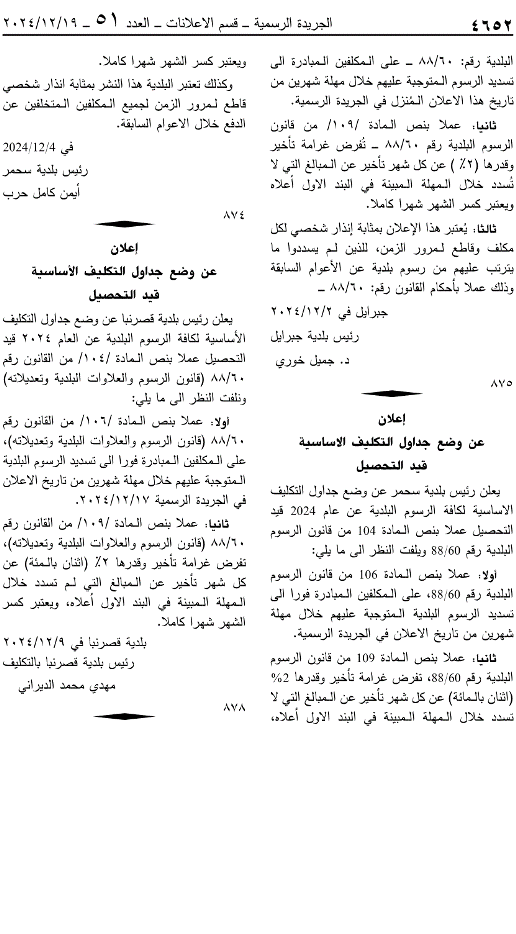 ٤٦٥٢
الجريدة الرسمية – قسم الاعلانات – العدد ٥١ – ٢٠٢٤/١٢/١٩
البلدية رقم: ٨٨/٦٠ ــ على المكلفين المبادرة الى
تسديد الرسوم المتوجبة عليهم خلال مهلة شهرين من
تاريخ هذا الاعلان المُنزل في الجريدة الرسمية.
ثانيا: عملا بنص المادة /١٠٩/ من قانون
الرسوم البلدية رقم ٨٨/٦٠ ــ تُفرض غرامة تأخير
وقدرها (٢٪ ) عن كل شهر تأخير عن المبالغ التي لا
تُسدد خلال المهلة المبينة في البند الاول أعلاه
ويعتبر كسر الشهر شهرا كاملا.
ثالثا: يُعتبر هذا الإعلان بمثابة إنذار شخصي لكل
مكلف وقاطع لمرور الزمن، للذين لم يسددوا ما
يترتب عليهم من رسوم بلدية عن الأعوام السابقة
وذلك عملا بأحكام القانون رقم: ٨٨/٦٠ ــ
جبرايل في ٢٠٢٤/١٢/٢
رئيس بلدية جبرايل
د. جميل خوري
٨٧٥
إعلان
عن وضع جداول التكليف الاساسية
قيد التحصيل
يعلن رئيس بلدية سحمر عن وضع جداول التكليف
الاساسية لكافة الرسوم البلدية عن عام 2024 قيد
التحصيل عملا بنص المادة 104 من قانون الرسوم
البلدية رقم 88/60 ويلفت النظر الى ما يلي:
اولا: عملا بنص المادة 106 من قانون الرسوم
البلدية رقم 88/60، على المكلفين المبادرة فورا الى
تسديد الرسوم البلدية المتوجبة عليهم خلال مهلة
شهرين من تاريخ الاعلان في الجريدة الرسمية.
ثانيا: عملا بنص المادة 109 من قانون الرسوم
البلدية رقم 88/60، تفرض غرامة تأخير وقدرها 2%
(اثنان بالمائة) عن كل شهر تأخير عن المبالغ التي لا
تسدد خلال المهلة المبينة في البند الاول أعلاه،
ويعتبر كسر الشهر شهرا كاملا.
وكذلك تعتبر البلدية هذا النشر بمثابة انذار شخصي
قاطع لمرور الزمن لجميع المكلفين المتخلفين عن
الدفع خلال الاعوام السابقة.
في 2024/12/4
رئيس بلدية سحمر
أيمن كامل حرب
٨٧٤
إعلان
عن وضع جداول التكليف الأساسية
قيد التحصيل
يعلن رئيس بلدية قصرنبا عن وضع جداول التكليف
الأساسية لكافة الرسوم البلدية عن العام ٢٠٢٤ قيد
التحصيل عملا بنص المادة /١٠٤/ من القانون رقم
٨٨/٦٠ (قانون الرسوم والعلاوات البلدية وتعديلاته)
ونلفت النظر الى ما يلي:
أولا: عملا بنص المادة /١٠٦/ من القانون رقم
٨٨/٦٠ (قانون الرسوم والعلاوات البلدية وتعديلاته)،
على المكلفين المبادرة فورا الى تسديد الرسوم البلدية
المتوجبة عليهم خلال مهلة شهرين من تاريخ الاعلان
في الجريدة الرسمية ٢٠٢٤/١٢/١٧.
ثانيا: عملا بنص المادة /١٠٩/ من القانون رقم
٨٨/٦٠ (قانون الرسوم والعلاوات البلدية وتعديلاته)،
تفرض غرامة تأخير وقدرها ٢٪ (اثنان بالمئة) عن
كل شهر تأخير عن المبالغ التي لم تسدد خلال
المهلة المبينة في البند الاول أعلاه، ويعتبر كسر
الشهر شهرا كاملا.
بلدية قصرنبا في ٢٠٢٤/١٢/٩
رئيس بلدية قصرنبا بالتكليف
مهدي محمد الديراني
٨٧٨